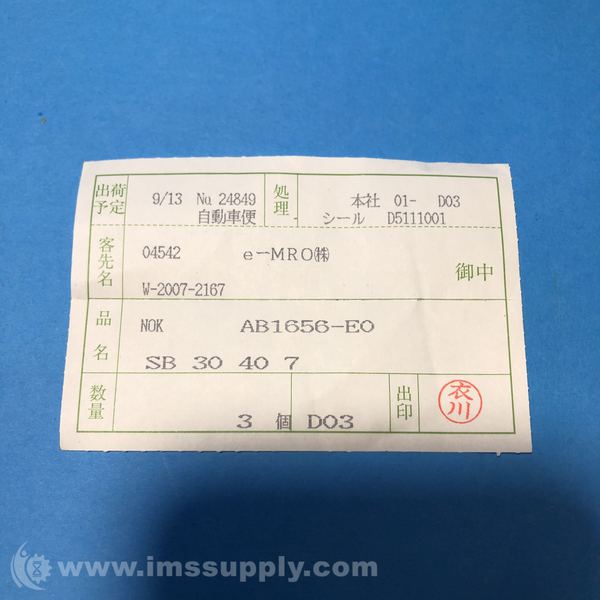 出荷予定 9/13 No. 24849 処理 本社 01- D03
自動車便 シール D5111001
客先名 04542 e-MRO㈱ 御中
W-2007-2167
品名 NOK AB1656-E0
SB 30 40 7
数量 3 個 D03 出印 衣川
www.imssupply.com